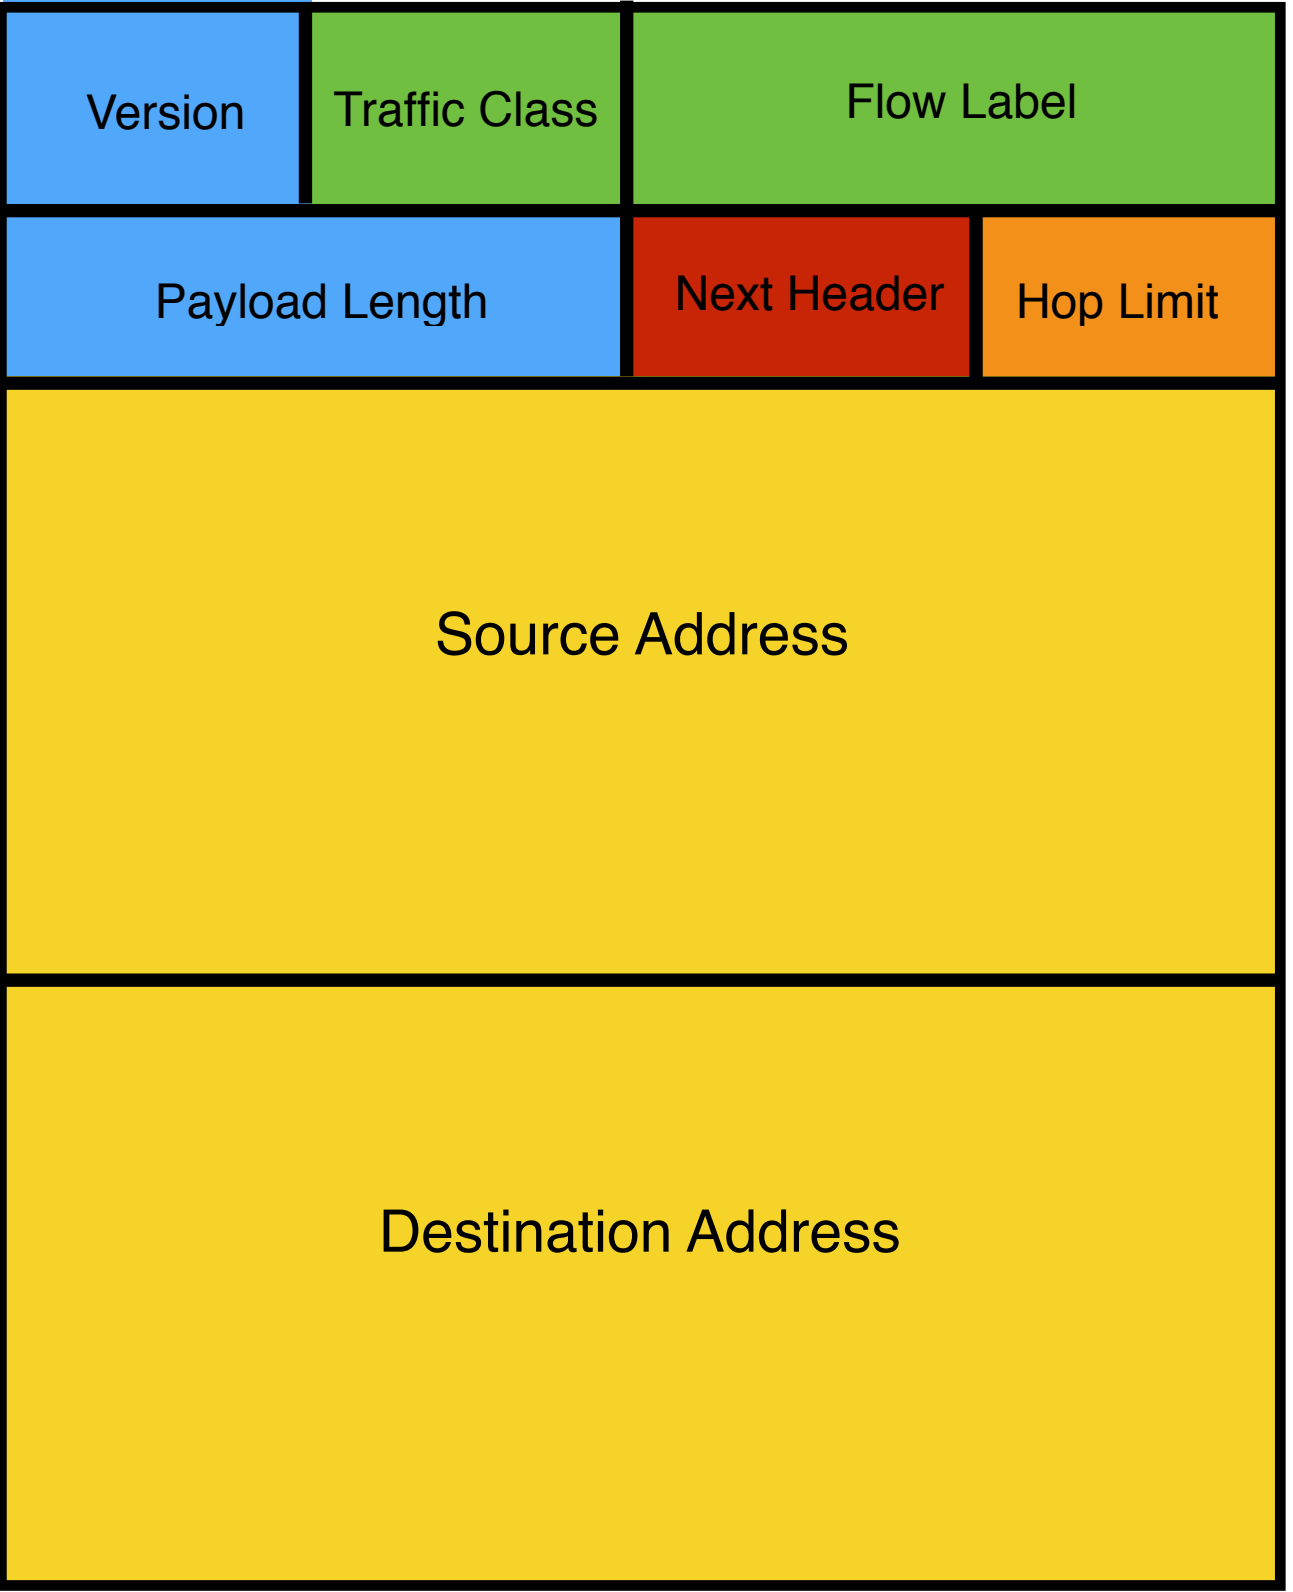 Version
Traffic Class
Flow Label
Payload Length
Next Header
Hop Limit
Source Address
Destination Address